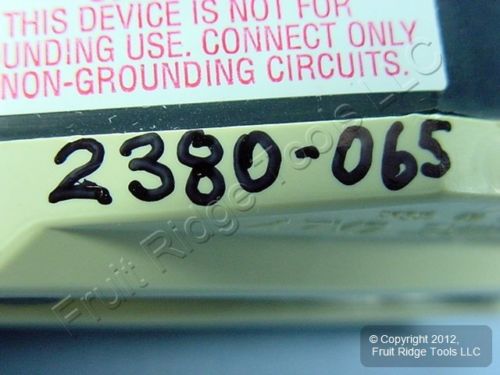 THIS DEVICE IS NOT FOR
UNDING USE. CONNECT ONLY
NON-GROUNDING CIRCUITS.
2380-065
Fruit Ridge Tools LLC
© Copyright 2012,
Fruit Ridge Tools LLC